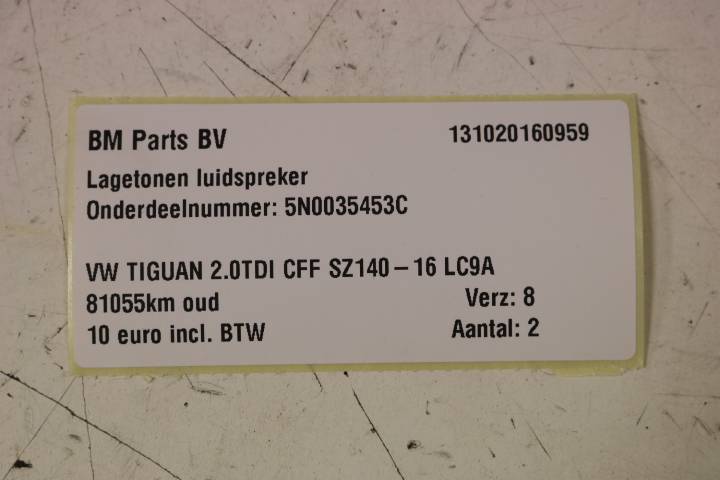 BM Parts BV 131020160959
Lagetonen luidspreker
Onderdeelnummer: 5N0035453C
VW TIGUAN 2.0TDI CFF SZ140 – 16 LC9A
81055km oud Verz: 8
10 euro incl. BTW Aantal: 2